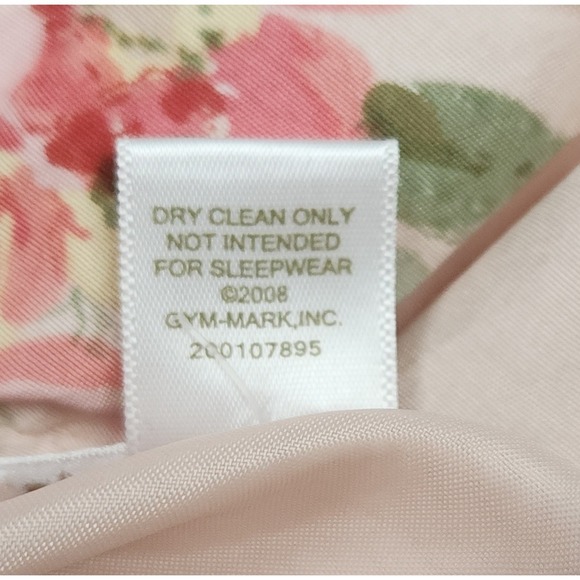 DRY CLEAN ONLY
NOT INTENDED
FOR SLEEPWEAR
©2008
GYM-MARK,INC.
200107895